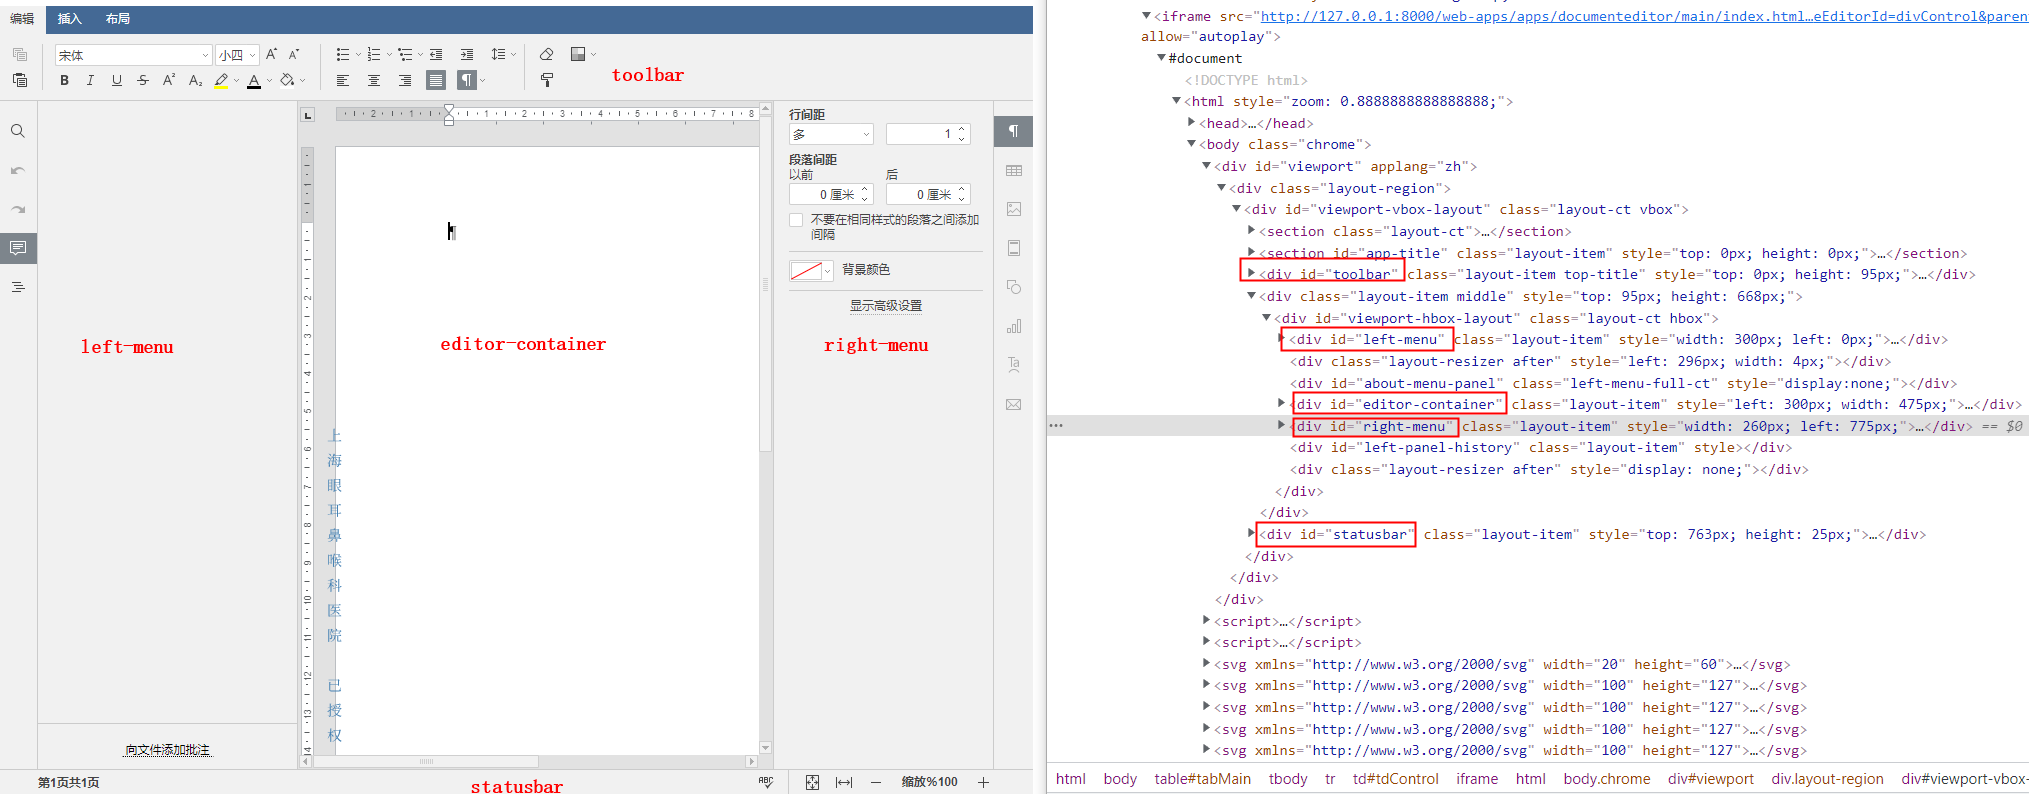 编辑 插入 布局
宋体 小四
toolbar
left-menu
editor-container
right-menu
statusbar
行间距
多 1
段落间距
以前 后
0 厘米 0 厘米
不要在相同样式的段落之间添加
间隔
背景颜色
显示高级设置
上
海
眼
耳
鼻
喉
科
医
院
已
授
权
向文件添加批注
第1页共1页
缩放%100
<iframe src="http://127.0.0.1:8000/web-apps/apps/documenteditor/main/index.html…eEditorId=divControl&paren
allow="autoplay">
#document
<!DOCTYPE html>
<html style="zoom: 0.8888888888888888;">
<head>…</head>
<body class="chrome">
<div id="viewport" applang="zh">
<div class="layout-region">
<div id="viewport-vbox-layout" class="layout-ct vbox">
<section class="layout-ct">…</section>
<section id="app-title" class="layout-item" style="top: 0px; height: 0px;">…</section>
<div id="toolbar" class="layout-item top-title" style="top: 0px; height: 95px;">…</div>
<div class="layout-item middle" style="top: 95px; height: 668px;">
<div id="viewport-hbox-layout" class="layout-ct hbox">
<div id="left-menu" class="layout-item" style="width: 300px; left: 0px;">…</div>
<div class="layout-resizer after" style="left: 296px; width: 4px;"></div>
<div id="about-menu-panel" class="left-menu-full-ct" style="display:none;"></div>
<div id="editor-container" class="layout-item" style="left: 300px; width: 475px;">…</div>
<div id="right-menu" class="layout-item" style="width: 260px; left: 775px;">…</div> == $0
<div id="left-panel-history" class="layout-item" style></div>
<div class="layout-resizer after" style="display: none;"></div>
</div>
</div>
<div id="statusbar" class="layout-item" style="top: 763px; height: 25px;">…</div>
</div>
</div>
</div>
<script>…</script>
<script>…</script>
<svg xmlns="http://www.w3.org/2000/svg" width="20" height="60">…</svg>
<svg xmlns="http://www.w3.org/2000/svg" width="100" height="127">…</svg>
<svg xmlns="http://www.w3.org/2000/svg" width="100" height="127">…</svg>
<svg xmlns="http://www.w3.org/2000/svg" width="100" height="127">…</svg>
<svg xmlns="http://www.w3.org/2000/svg" width="100" height="127">…</svg>
html body table#tabMain tbody tr td#tdControl iframe html body.chrome div#viewport div.layout-region div#viewport-vbox-